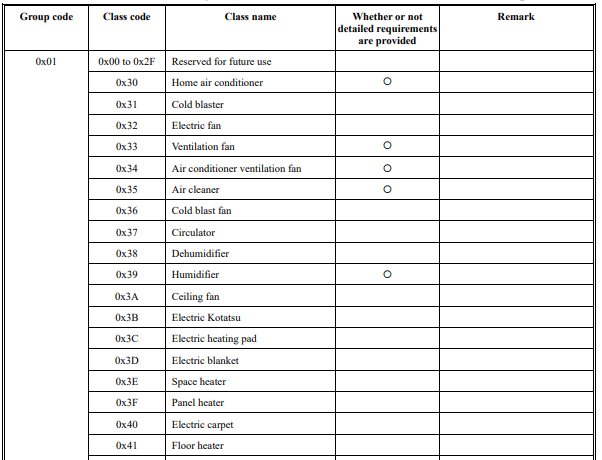 Group code Class code Class name Whether or not detailed requirements are provided Remark
0x01 0x00 to 0x2F Reserved for future use
0x30 Home air conditioner ○
0x31 Cold blaster
0x32 Electric fan
0x33 Ventilation fan ○
0x34 Air conditioner ventilation fan ○
0x35 Air cleaner ○
0x36 Cold blast fan
0x37 Circulator
0x38 Dehumidifier
0x39 Humidifier ○
0x3A Ceiling fan
0x3B Electric Kotatsu
0x3C Electric heating pad
0x3D Electric blanket
0x3E Space heater
0x3F Panel heater
0x40 Electric carpet
0x41 Floor heater